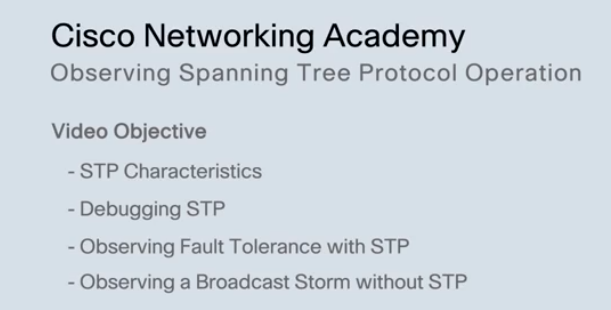 Cisco Networking Academy
Observing Spanning Tree Protocol Operation
Video Objective
- STP Characteristics
- Debugging STP
- Observing Fault Tolerance with STP
- Observing a Broadcast Storm without STP